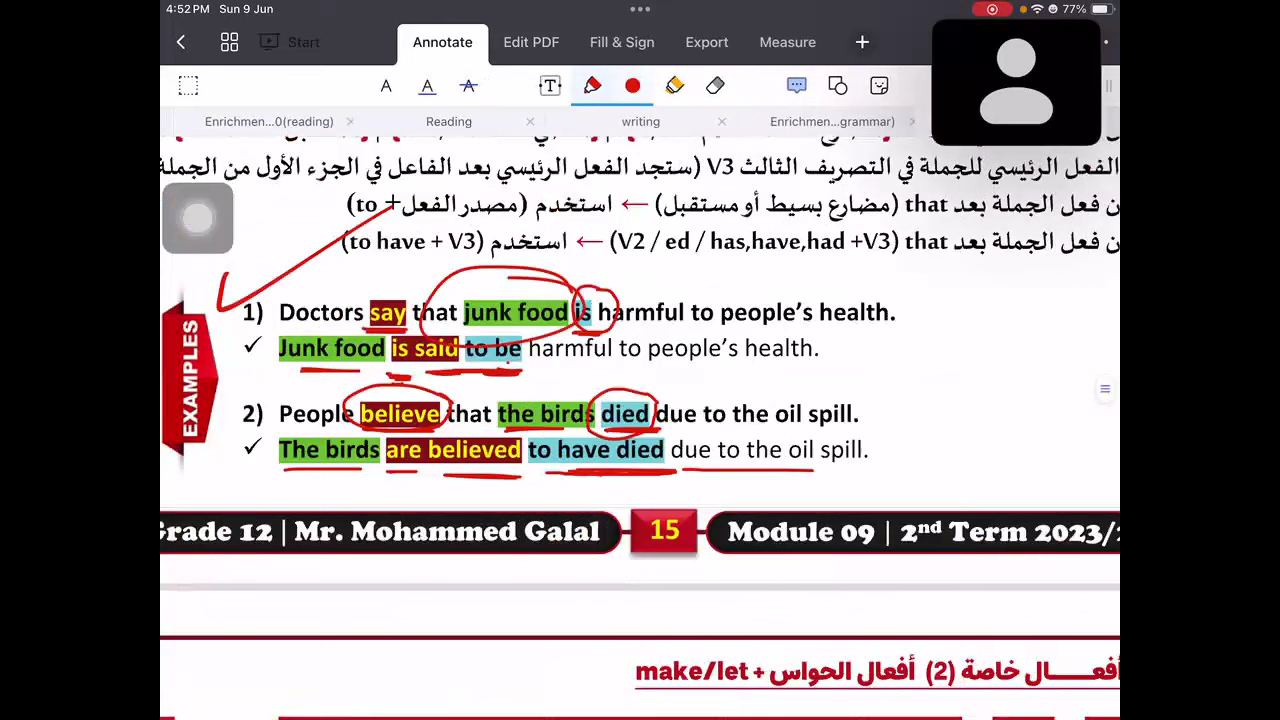 4:52 PM Sun 9 Jun
77%
Start
Annotate
Edit PDF
Fill & Sign
Export
Measure
Enrichmen...0(reading)
Reading
writing
Enrichmen...grammar)
الفعل الرئيسي للجملة في التصريف الثالث V3 (ستجد الفعل الرئيسي بعد الفاعل في الجزء الأول من الجملة
ن فعل الجملة بعد that (مضارع بسيط أو مستقبل) ← استخدم (مصدر الفعل+ to)
ن فعل الجملة بعد that (V2 / ed / has,have,had +V3) ← استخدم (to have + V3)
EXAMPLES
1) Doctors say that junk food is harmful to people’s health.
✓ Junk food is said to be harmful to people’s health.
2) People believe that the birds died due to the oil spill.
✓ The birds are believed to have died due to the oil spill.
Grade 12 | Mr. Mohammed Galal
15
Module 09 | 2nd Term 2023/2
أفعـــــال خاصة (2) أفعال الحواس + make/let